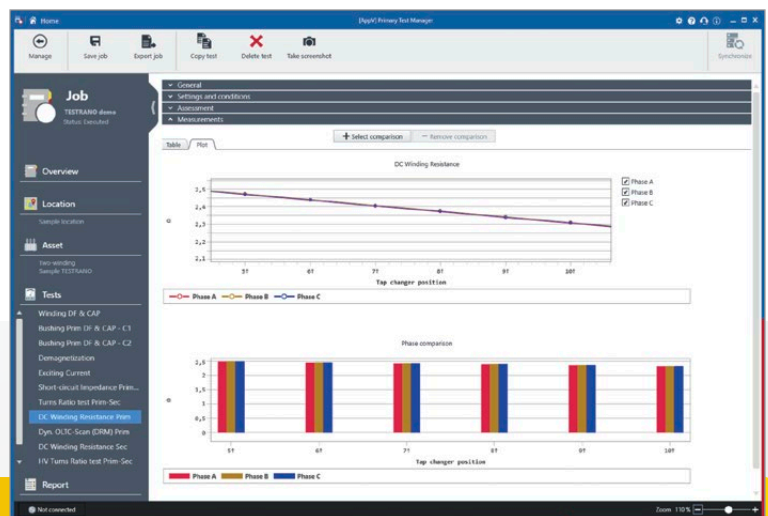 Home
[AppV] Primary Test Manager
Manage
Save job
Export job
Copy test
Delete test
Take screenshot
Synchronize
Job
TESTRANO demo
Status: Executed
Overview
Location
Sample location
Asset
Two-winding
Sample TESTRANO
Tests
Winding DF & CAP
Bushing Prim DF & CAP - C1
Bushing Prim DF & CAP - C2
Demagnetization
Exciting Current
Short-circuit Impedance Prim...
Turns Ratio test Prim-Sec
DC Winding Resistance Prim
Dyn. OLTC-Scan (DRM) Prim
DC Winding Resistance Sec
HV Turns Ratio test Prim-Sec
Report
General
Settings and conditions
Assessment
Measurements
Select comparison
Remove comparison
Table
Plot
DC Winding Resistance
2,5
2,4
2,3
2,2
2,1
Ω
5↑ 6↑ 7↑ 8↑ 9↑ 10↑
Tap changer position
Phase A
Phase B
Phase C
Phase A Phase B Phase C
Phase comparison
2,5
2
1,5
1
0,5
0
Ω
5↑ 6↑ 7↑ 8↑ 9↑ 10↑
Tap changer position
Phase A Phase B Phase C
Not connected
Zoom 110 %